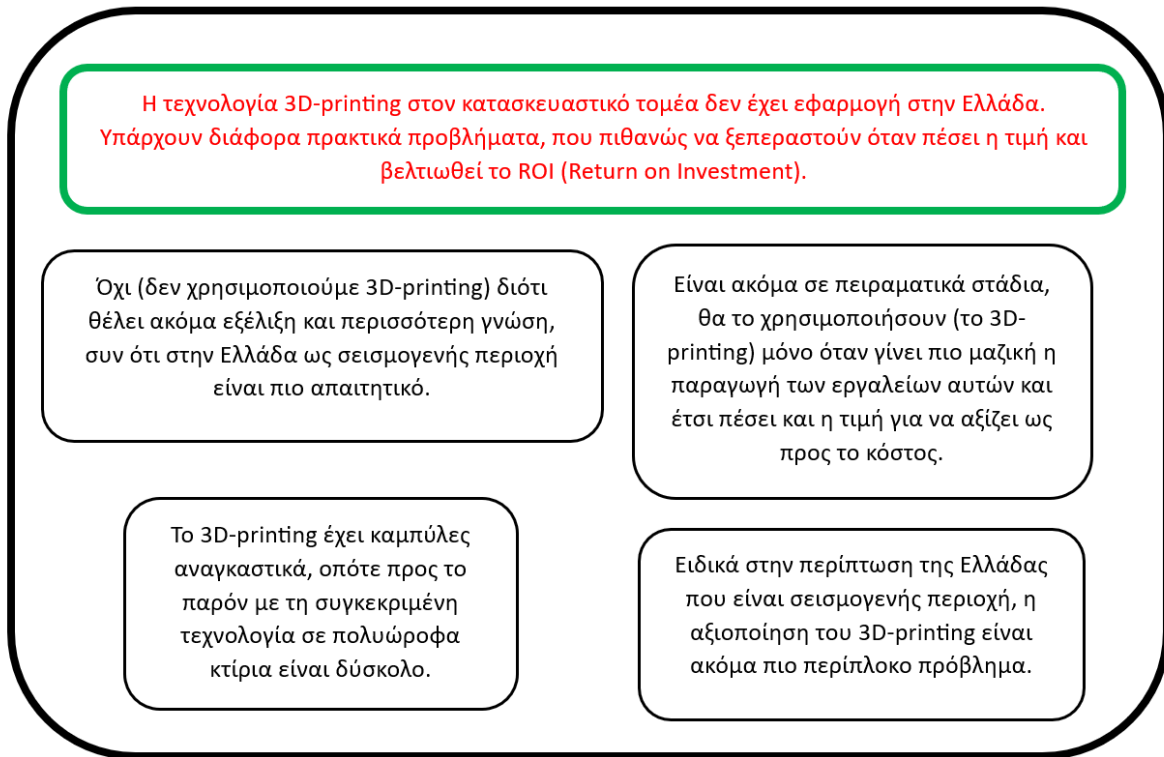 Η τεχνολογία 3D-printing στον κατασκευαστικό τομέα δεν έχει εφαρμογή στην Ελλάδα.
Υπάρχουν διάφορα πρακτικά προβλήματα, που πιθανώς να ξεπεραστούν όταν πέσει η τιμή και
βελτιωθεί το ROI (Return on Investment).
Όχι (δεν χρησιμοποιούμε 3D-printing) διότι
θέλει ακόμα εξέλιξη και περισσότερη γνώση,
συν ότι στην Ελλάδα ως σεισμογενής περιοχή
είναι πιο απαιτητικό.
Είναι ακόμα σε πειραματικά στάδια,
θα το χρησιμοποιήσουν (το 3D-
printing) μόνο όταν γίνει πιο μαζική η
παραγωγή των εργαλείων αυτών και
έτσι πέσει και η τιμή για να αξίζει ως
προς το κόστος.
Το 3D-printing έχει καμπύλες
αναγκαστικά, οπότε προς το
παρόν με τη συγκεκριμένη
τεχνολογία σε πολυώροφα
κτίρια είναι δύσκολο.
Ειδικά στην περίπτωση της Ελλάδας
που είναι σεισμογενής περιοχή, η
αξιοποίηση του 3D-printing είναι
ακόμα πιο περίπλοκο πρόβλημα.